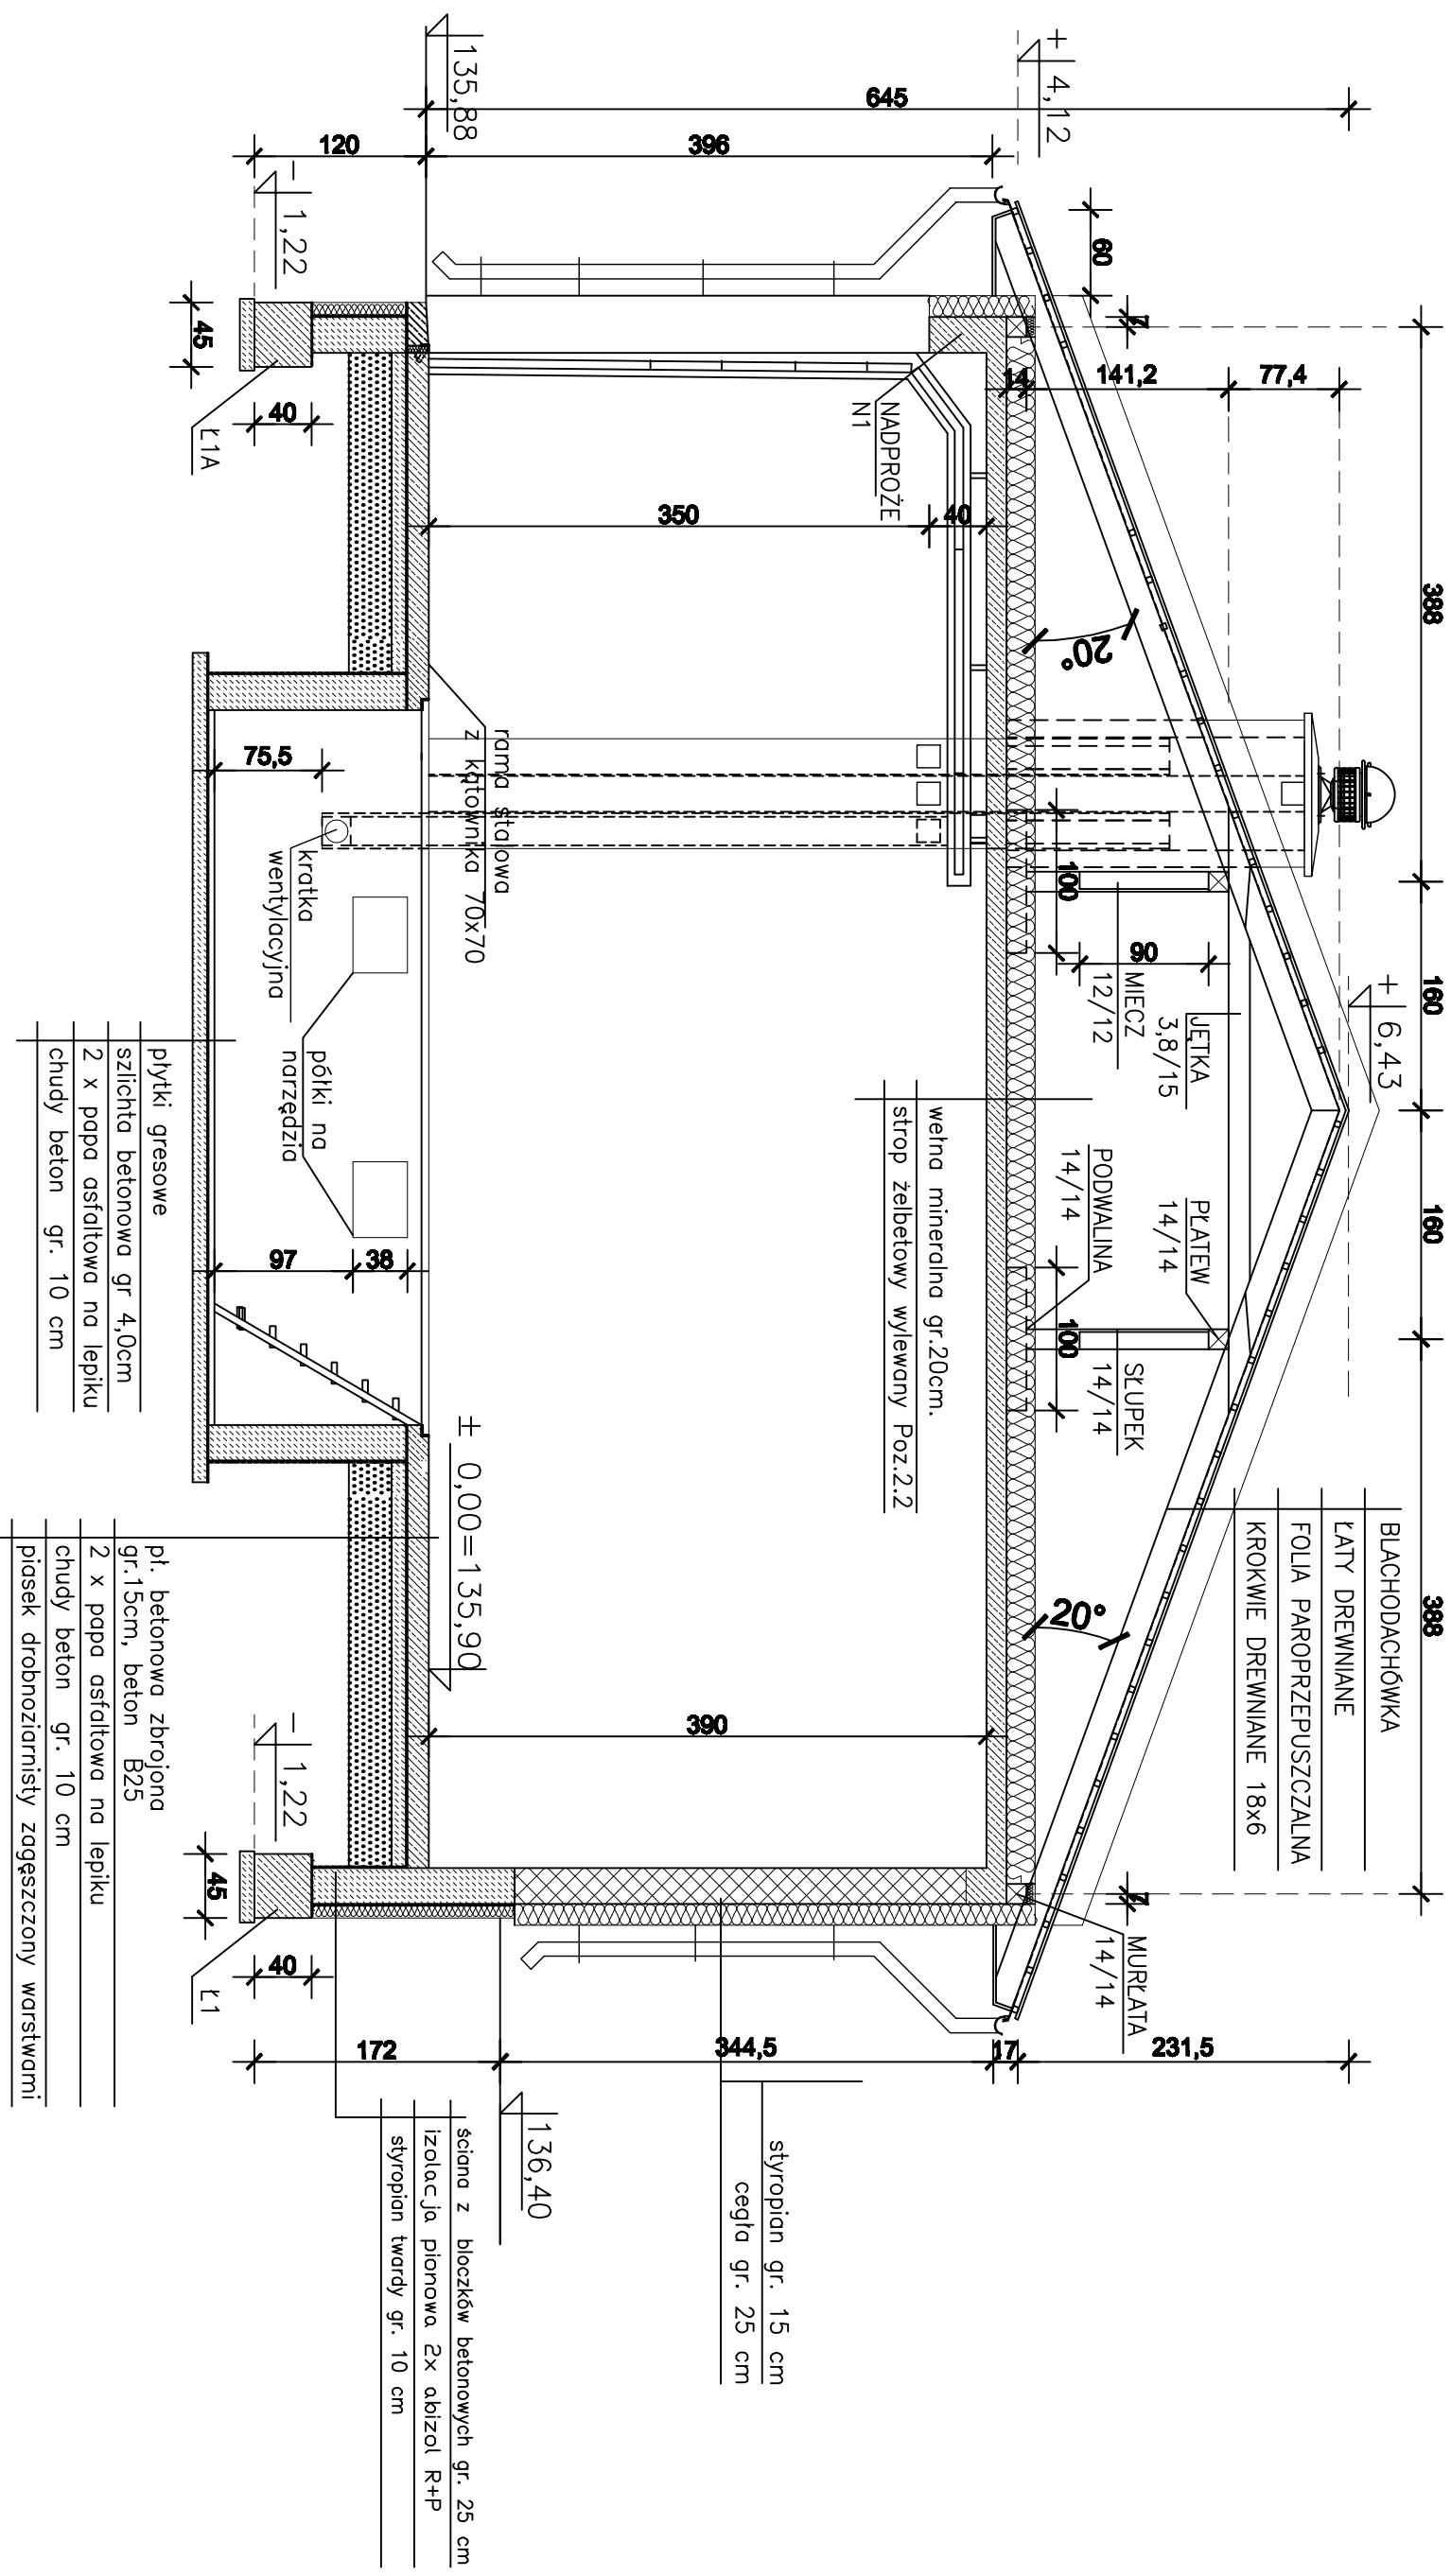 388
160
160
388
BLACHODACHÓWKA
ŁATY DREWNIANE
FOLIA PAROPRZEPUSZCZALNA
KROKWIE DREWNIANE 18x6
+ 6,43
+ 4,12
645
396
120
135,88
- 1,22
60
7
7
14
141,2
77,4
20°
20°
100
90
100
MIECZ
12/12
JĘTKA
3,8/15
PODWALINA
14/14
PŁATEW
14/14
SŁUPEK
14/14
MURŁATA
14/14
NADPROŻE
N1
350
40
390
wełna mineralna gr.20cm.
strop żelbetowy wylewany Poz.2.2
231,5
17
344,5
172
styropian gr. 15 cm
cegła gr. 25 cm
136,40
ściana z bloczków betonowych gr. 25 cm
izolacja pionowa 2x abizol R+P
styropian twardy gr. 10 cm
rama stalowa
z kątownika 70x70
± 0,00=135,90
- 1,22
45
40
Ł1A
75,5
kratka
wentylacyjna
półki na
narzędzia
97
38
45
40
Ł1
płytki gresowe
szlichta betonowa gr 4,0cm
2 x papa asfaltowa na lepiku
chudy beton gr. 10 cm
pł. betonowa zbrojona
gr.15cm, beton B25
2 x papa asfaltowa na lepiku
chudy beton gr. 10 cm
piasek drobnoziarnisty zagęszczony warstwami